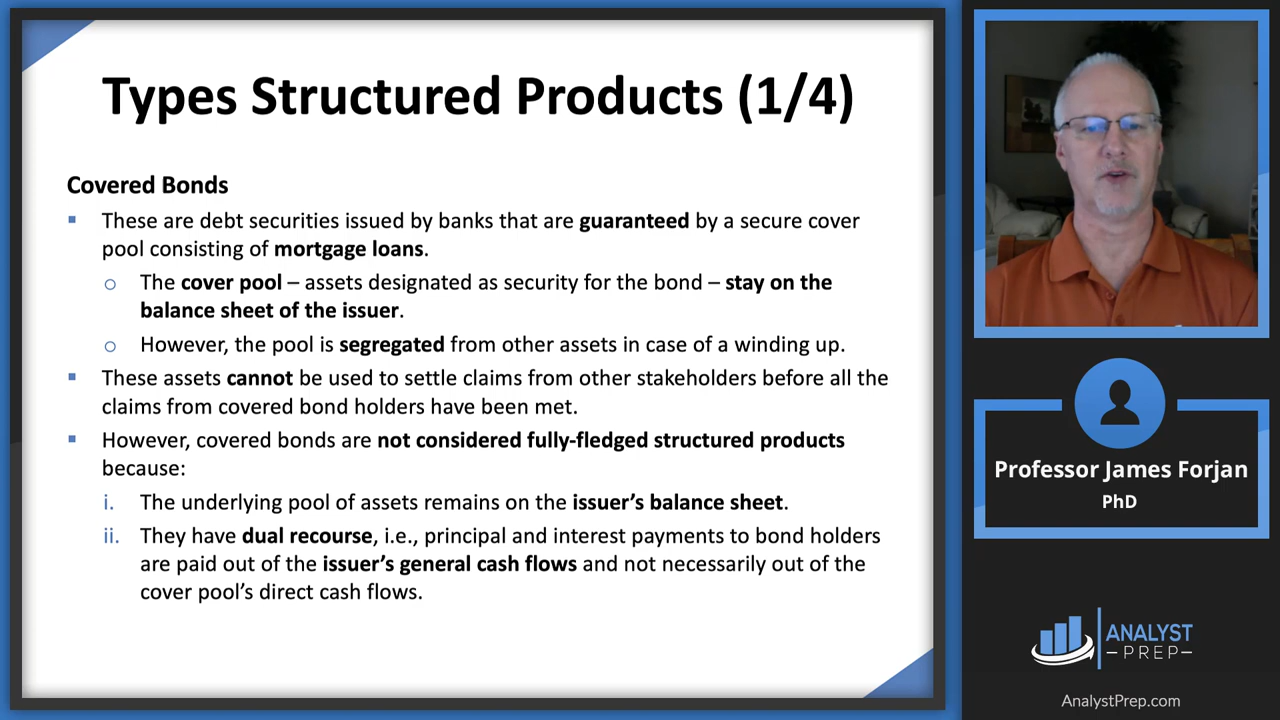 Types Structured Products (1/4)
Covered Bonds
▪ These are debt securities issued by banks that are guaranteed by a secure cover
pool consisting of mortgage loans.
o The cover pool – assets designated as security for the bond – stay on the
balance sheet of the issuer.
o However, the pool is segregated from other assets in case of a winding up.
▪ These assets cannot be used to settle claims from other stakeholders before all the
claims from covered bond holders have been met.
▪ However, covered bonds are not considered fully-fledged structured products
because:
i. The underlying pool of assets remains on the issuer’s balance sheet.
ii. They have dual recourse, i.e., principal and interest payments to bond holders
are paid out of the issuer’s general cash flows and not necessarily out of the
cover pool’s direct cash flows.
Professor James Forjan
PhD
ANALYST
–PREP–
AnalystPrep.com